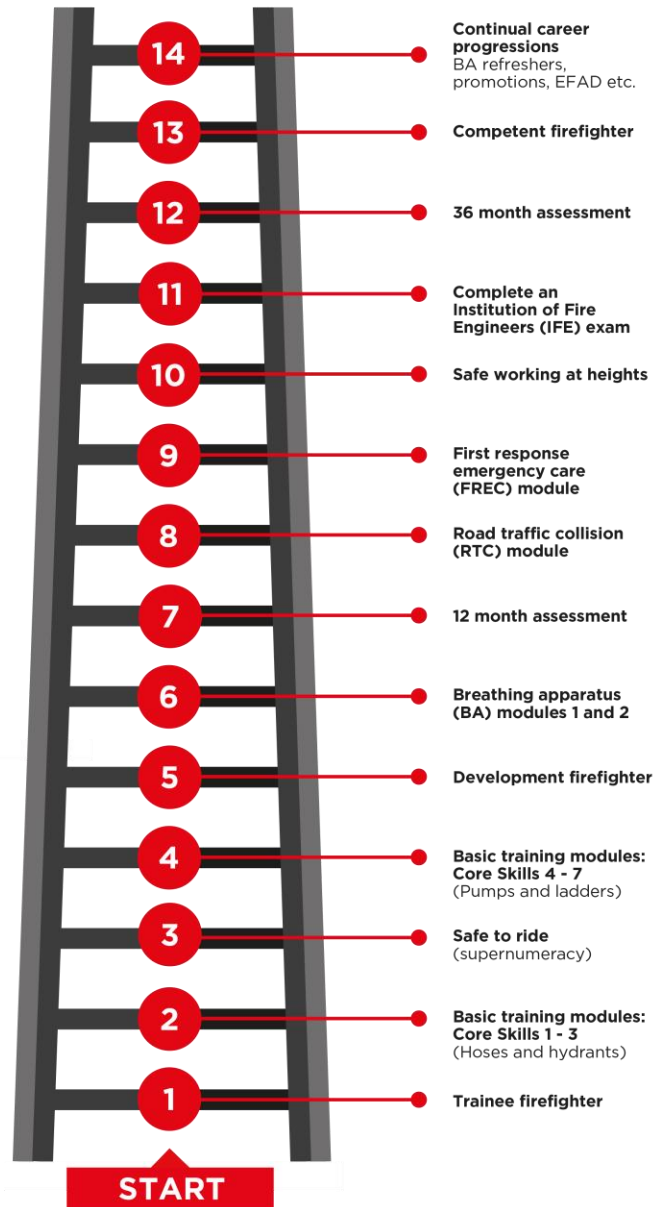 14
Continual career
progressions
BA refreshers,
promotions, EFAD etc.
13
Competent firefighter
12
36 month assessment
11
Complete an
Institution of Fire
Engineers (IFE) exam
10
Safe working at heights
9
First response
emergency care
(FREC) module
8
Road traffic collision
(RTC) module
7
12 month assessment
6
Breathing apparatus
(BA) modules 1 and 2
5
Development firefighter
4
Basic training modules:
Core Skills 4 - 7
(Pumps and ladders)
3
Safe to ride
(supernumeracy)
2
Basic training modules:
Core Skills 1 - 3
(Hoses and hydrants)
1
Trainee firefighter
START